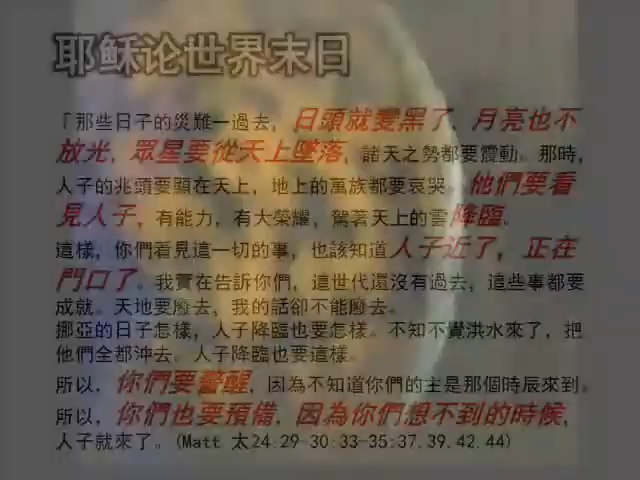 耶稣论世界末日
「那些日子的災難一過去，日頭就變黑了，月亮也不
放光，眾星要從天上墜落，諸天之勢都要震動。那時，
人子的兆頭要顯在天上，地上的萬族都要哀哭。他們要看
見人子，有能力，有大榮耀，駕著天上的雲降臨。
這樣，你們看見這一切的事，也該知道人子近了，正在
門口了。我實在告訴你們，這世代還沒有過去，這些事都要
成就。天地要廢去，我的話卻不能廢去。
挪亞的日子怎樣，人子降臨也要怎樣。不知不覺洪水來了，把
他們全都沖去。人子降臨也要這樣。
所以，你們要警醒，因為不知道你們的主是那個時辰來到。
所以，你們也要預備，因為你們想不到的時候，
人子就來了。(Matt 太24.29-30:33-35:37.39.42.44)